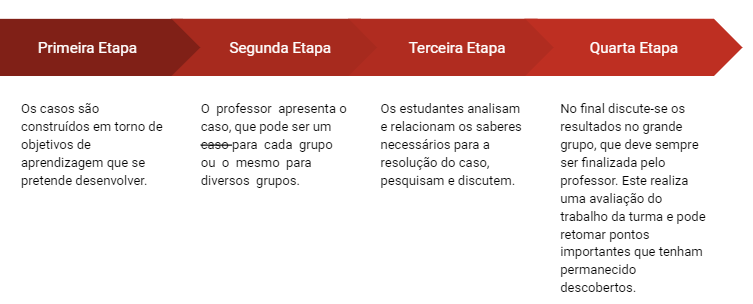 Primeira Etapa
Segunda Etapa
Terceira Etapa
Quarta Etapa
Os casos são
construídos em torno de
objetivos de
aprendizagem que se
pretende desenvolver.
O professor apresenta o
caso, que pode ser um
caso para cada grupo
ou o mesmo para
diversos grupos.
Os estudantes analisam
e relacionam os saberes
necessários para a
resolução do caso,
pesquisam e discutem.
No final discute-se os
resultados no grande
grupo, que deve sempre
ser finalizada pelo
professor. Este realiza
uma avaliação do
trabalho da turma e pode
retomar pontos
importantes que tenham
permanecido
descobertos.